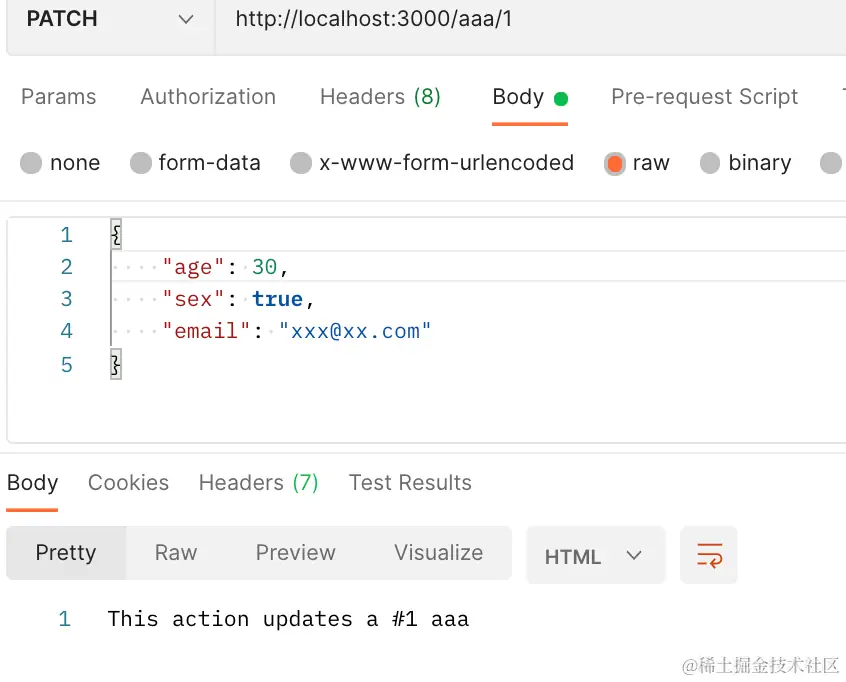 PATCH http://localhost:3000/aaa/1
Params Authorization Headers (8) Body Pre-request Script
none form-data x-www-form-urlencoded raw binary
1 {
2 "age": 30,
3 "sex": true,
4 "email": "xxx@xx.com"
5 }
Body Cookies Headers (7) Test Results
Pretty Raw Preview Visualize HTML
1 This action updates a #1 aaa
@稀土掘金技术社区